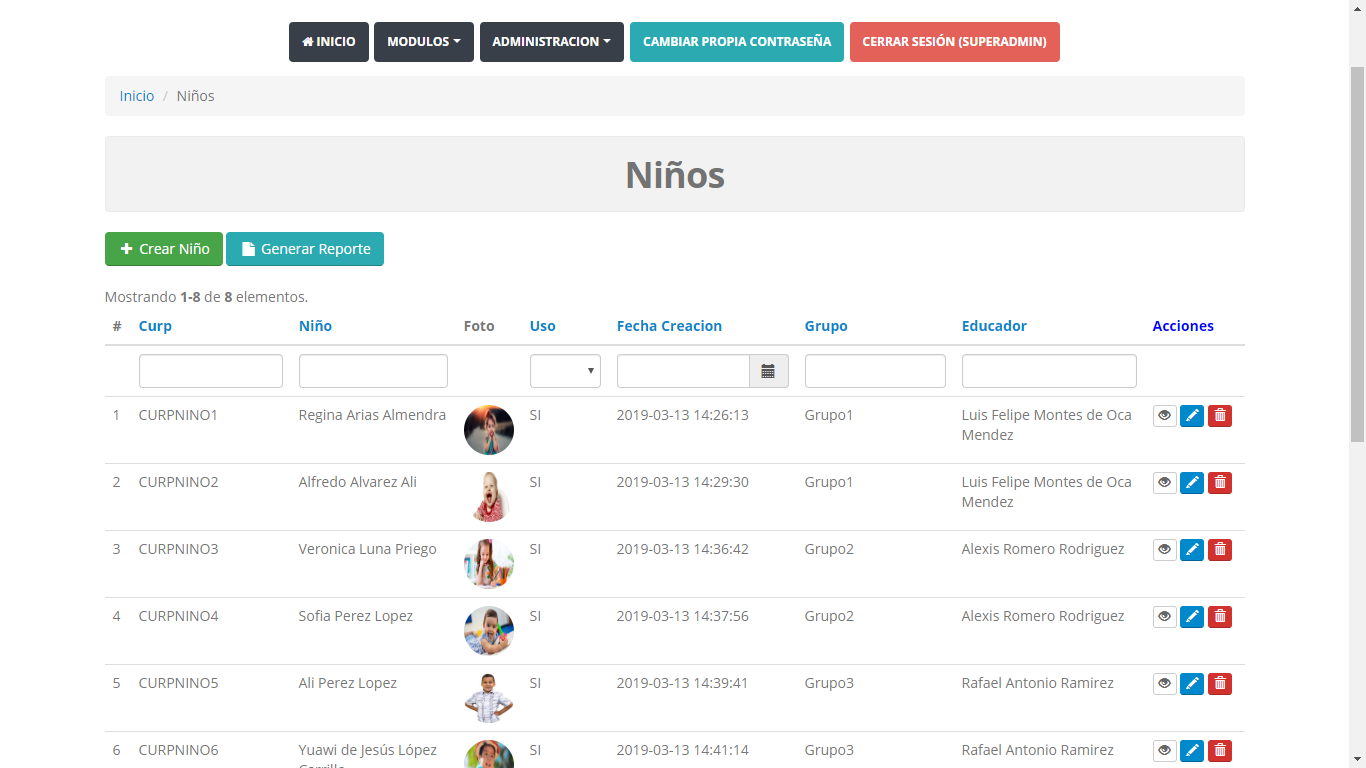 INICIO MODULOS ADMINISTRACION CAMBIAR PROPIA CONTRASEÑA CERRAR SESIÓN (SUPERADMIN)
Inicio / Niños
Niños
Crear Niño Generar Reporte
Mostrando 1-8 de 8 elementos.
# Curp Niño Foto Uso Fecha Creacion Grupo Educador Acciones
1 CURPNINO1 Regina Arias Almendra SI 2019-03-13 14:26:13 Grupo1 Luis Felipe Montes de Oca
Mendez
2 CURPNINO2 Alfredo Alvarez Ali SI 2019-03-13 14:29:30 Grupo1 Luis Felipe Montes de Oca
Mendez
3 CURPNINO3 Veronica Luna Priego SI 2019-03-13 14:36:42 Grupo2 Alexis Romero Rodriguez
4 CURPNINO4 Sofia Perez Lopez SI 2019-03-13 14:37:56 Grupo2 Alexis Romero Rodriguez
5 CURPNINO5 Ali Perez Lopez SI 2019-03-13 14:39:41 Grupo3 Rafael Antonio Ramirez
6 CURPNINO6 Yuawi de Jesús López SI 2019-03-13 14:41:14 Grupo3 Rafael Antonio Ramirez